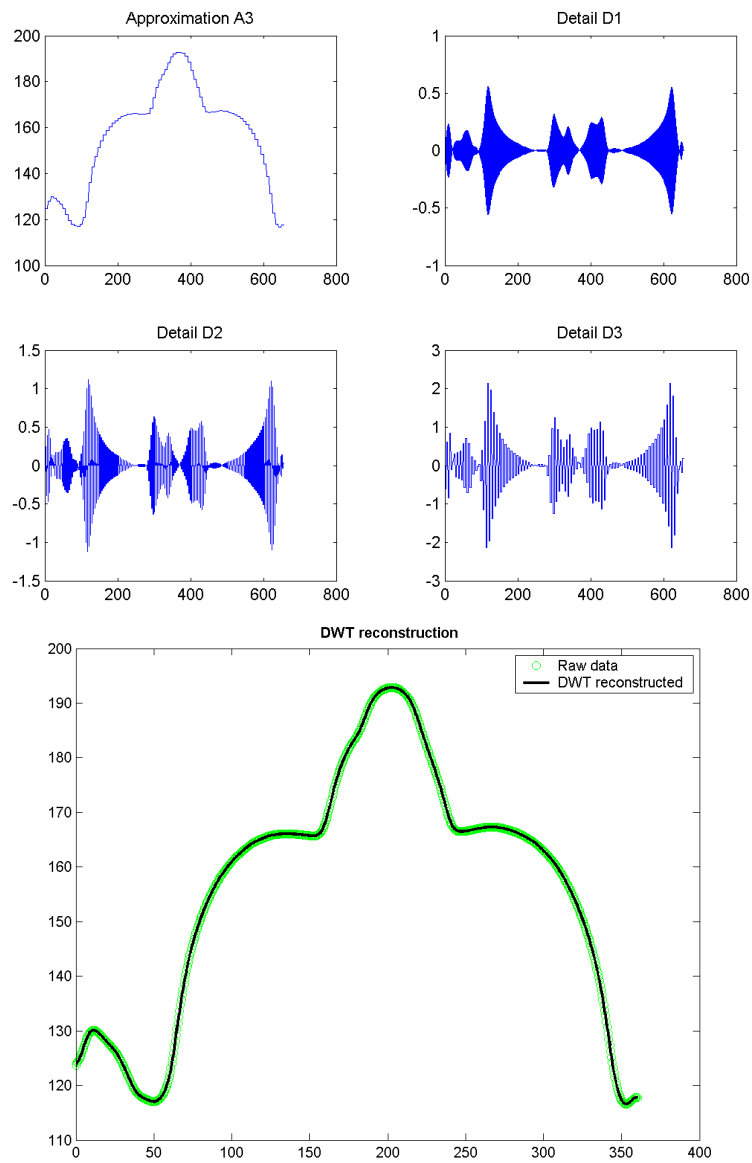 Approximation A3
200
180
160
140
120
100
0 200 400 600 800
Detail D1
1
0.5
0
-0.5
-1
0 200 400 600 800
Detail D2
1.5
1
0.5
0
-0.5
-1
-1.5
0 200 400 600 800
Detail D3
3
2
1
0
-1
-2
-3
0 200 400 600 800
DWT reconstruction
200
190
180
170
160
150
140
130
120
110
0 50 100 150 200 250 300 350 400
Raw data
DWT reconstructed